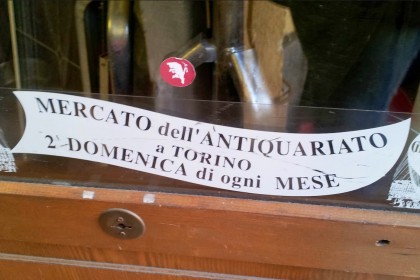 MERCATO dell'ANTIQUARIATO
a TORINO
2ª DOMENICA di ogni MESE